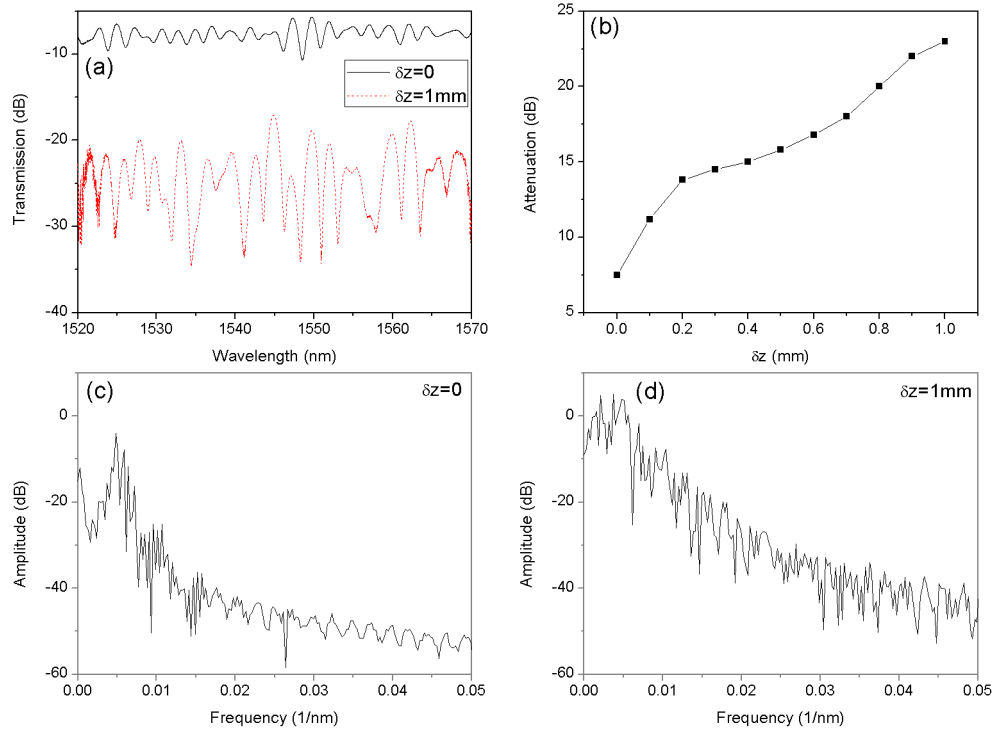 (a)
δz=0
δz=1mm
Transmission (dB)
-10
-20
-30
-40
1520
1530
1540
1550
1560
1570
Wavelength (nm)
(b)
Attenuation (dB)
25
20
15
10
5
0.0
0.2
0.4
0.6
0.8
1.0
δz (mm)
(c)
δz=0
Amplitude (dB)
0
-20
-40
-60
0.00
0.01
0.02
0.03
0.04
0.05
Frequency (1/nm)
(d)
δz=1mm
Amplitude (dB)
0
-20
-40
-60
0.00
0.01
0.02
0.03
0.04
0.05
Frequency (1/nm)